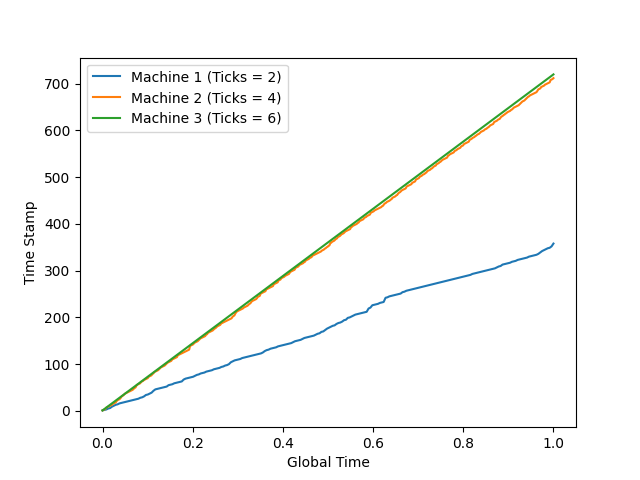 Machine 1 (Ticks = 2)
Machine 2 (Ticks = 4)
Machine 3 (Ticks = 6)
Time Stamp
700
600
500
400
300
200
100
0
0.0 0.2 0.4 0.6 0.8 1.0
Global Time